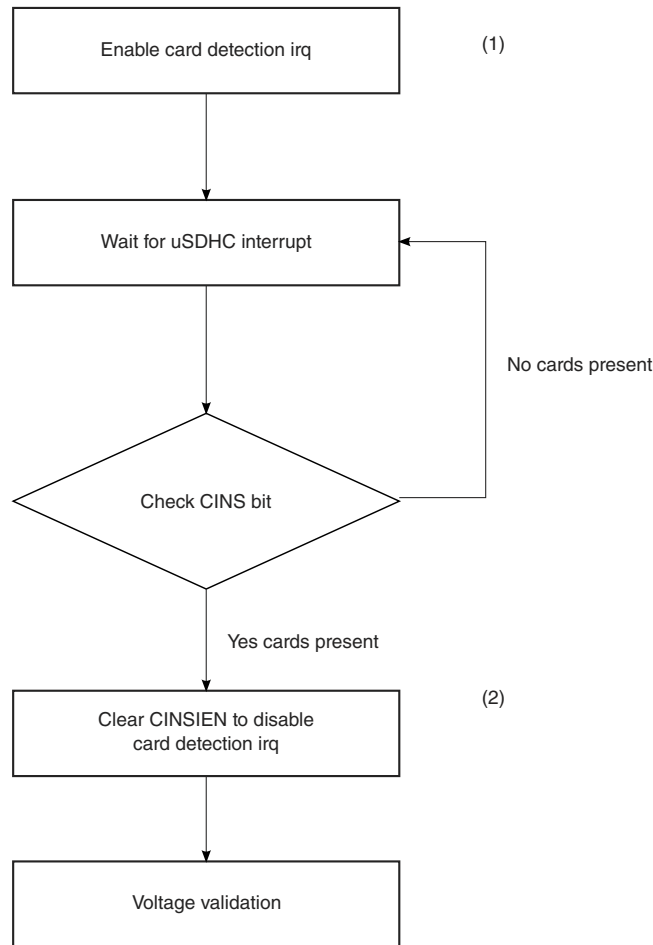 Enable card detection irq
(1)
Wait for uSDHC interrupt
No cards present
Check CINS bit
Yes cards present
Clear CINSIEN to disable
card detection irq
(2)
Voltage validation